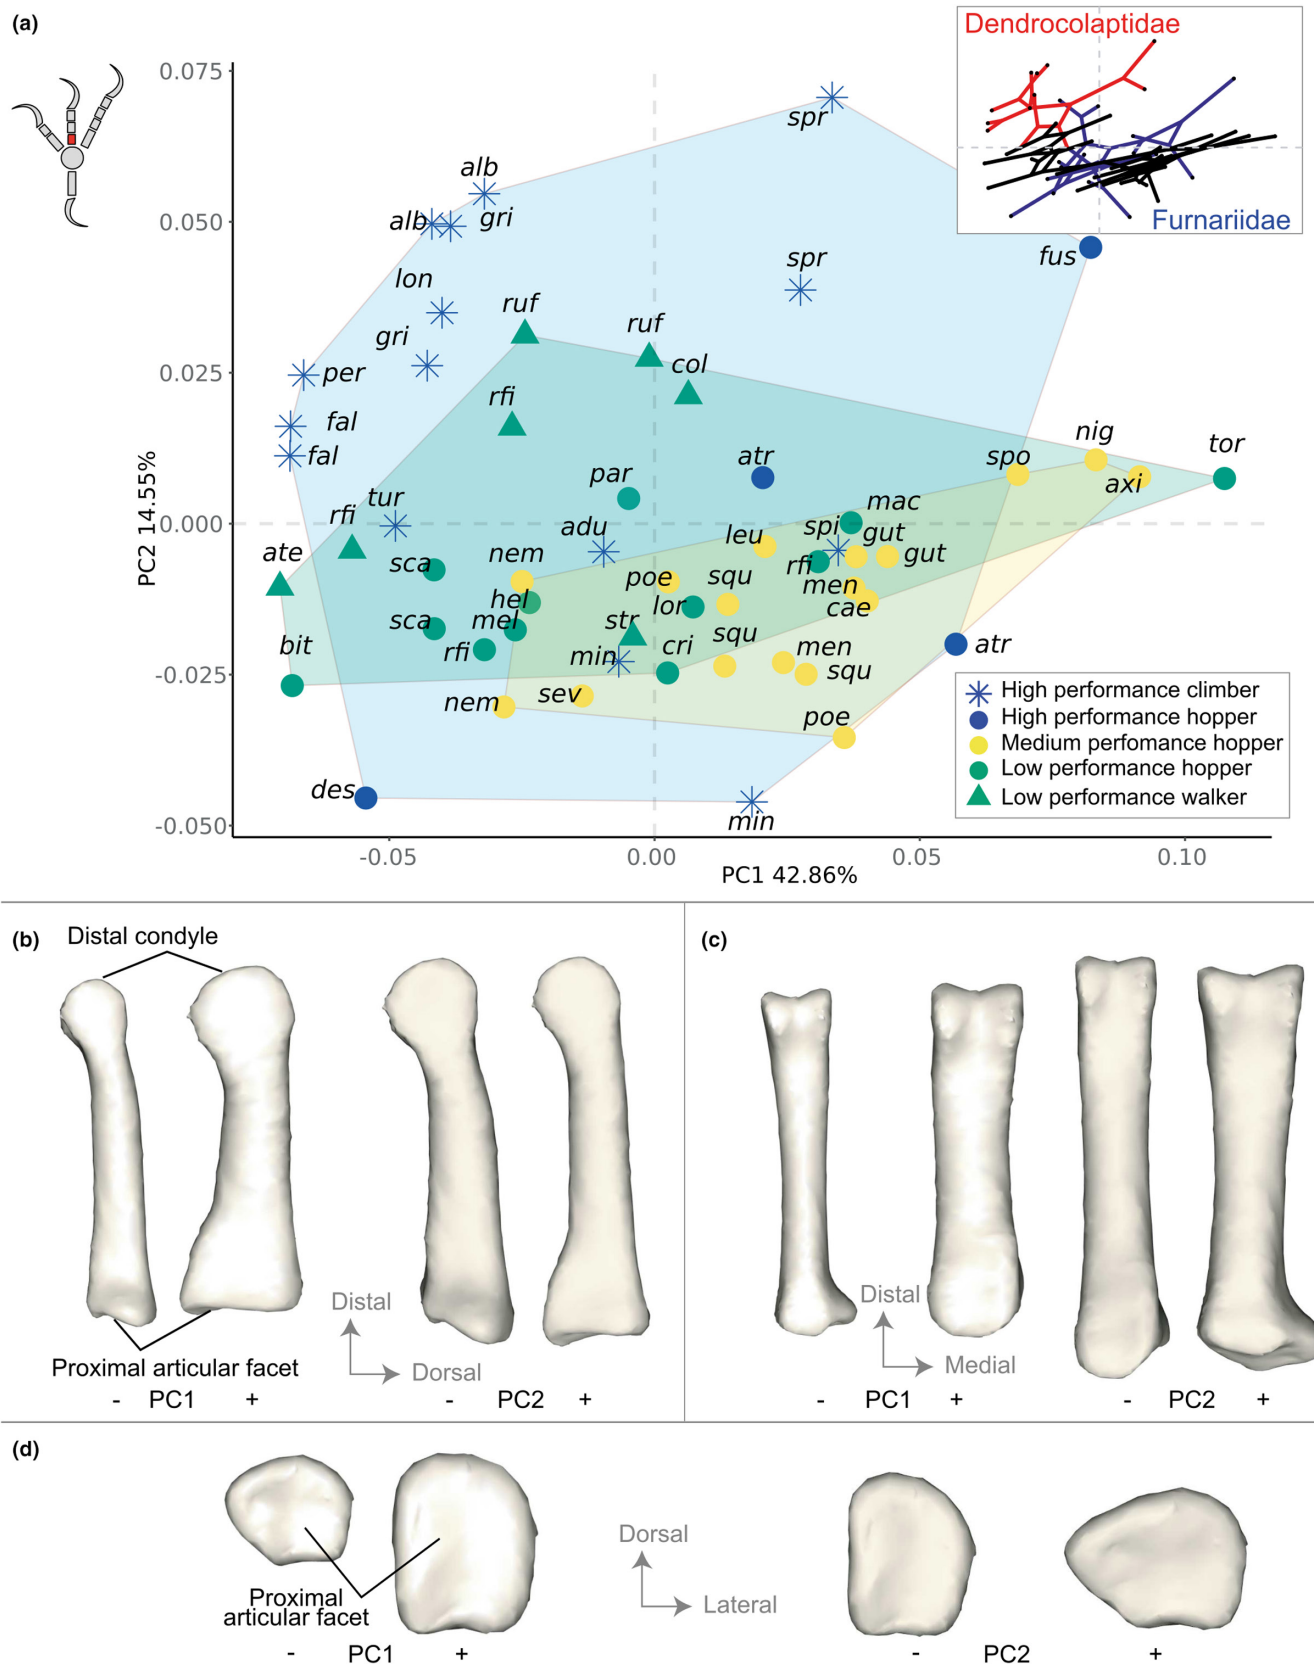 (a)
Dendrocolaptidae
Furnariidae
0.075
0.050
0.025
0.000
-0.025
-0.050
PC2 14.55%
-0.05
0.00
0.05
0.10
PC1 42.86%
spr
alb
alb
gri
fus
spr
lon
ruf
ruf
gri
col
per
rfi
fal
nig
fal
tor
spo
atr
axi
par
tur
mac
rfi
adu
spi
gut
leu
ate
nem
gut
sca
rfi
poe
squ
men
hel
lor
cae
sca
mel
str
squ
bit
rfi
min
cri
men
atr
squ
nem
sev
poe
des
min
High performance climber
High performance hopper
Medium perfomance hopper
Low performance hopper
Low performance walker
(b)
Distal condyle
Distal
Dorsal
Proximal articular facet
- PC1 +
- PC2 +
(c)
Distal
Medial
- PC1 +
- PC2 +
(d)
Dorsal
Lateral
Proximal
articular facet
- PC1 +
- PC2 +